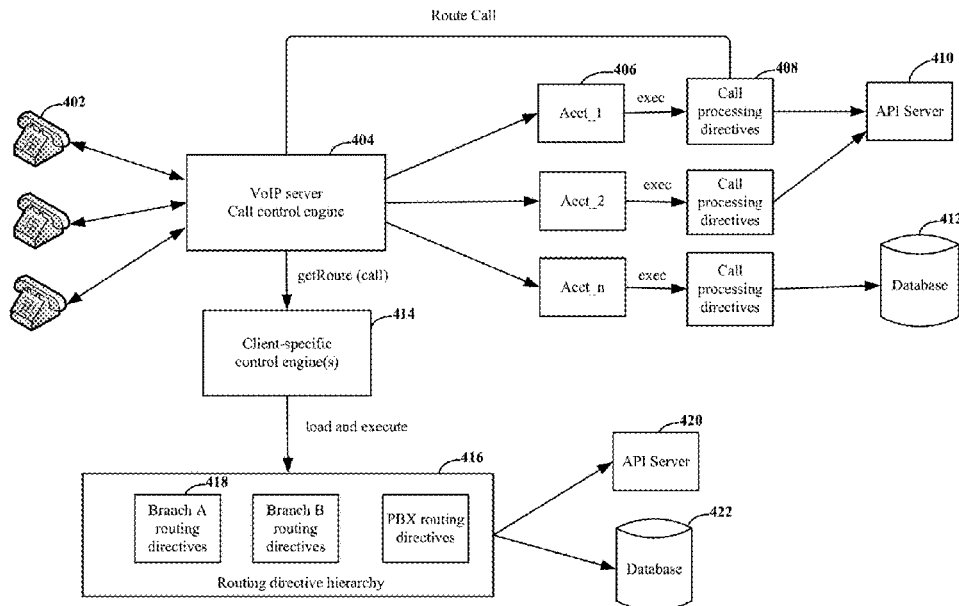 Route Call
402
404
VoIP server
Call control engine
406
Acct_1
exec
408
Call
processing
directives
410
API Server
Acct_2
exec
Call
processing
directives
Acct_n
exec
Call
processing
directives
412
Database
getRoute (call)
414
Client-specific
control engine(s)
load and execute
416
418
Branch A
routing
directives
Branch B
routing
directives
PBX routing
directives
Routing directive hierarchy
420
API Server
422
Database